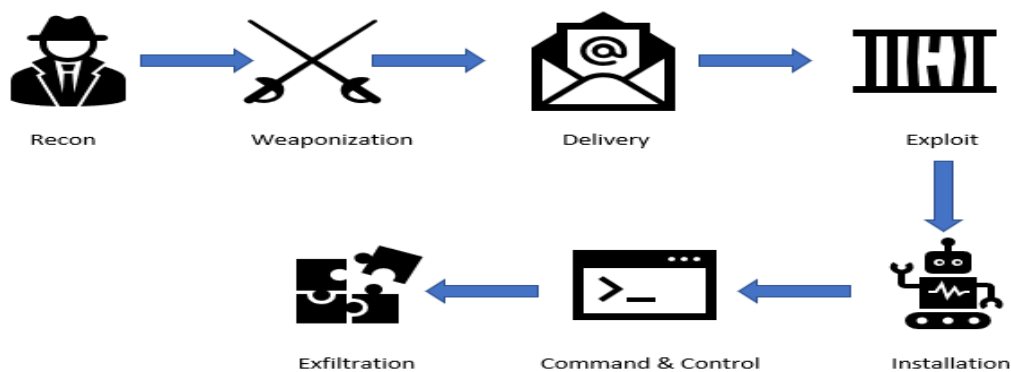 Recon
Weaponization
Delivery
Exploit
Installation
Command & Control
Exfiltration